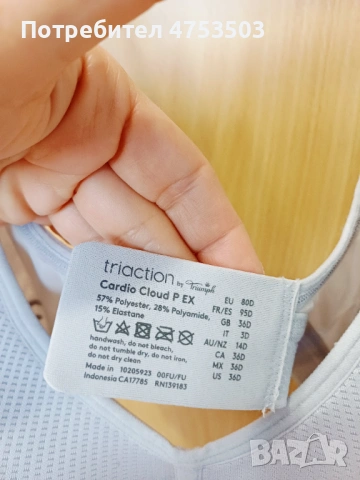 Потребител 4753503
triaction by Triumph
Cardio Cloud P EX
57% Polyester, 28% Polyamide,
15% Elastane
handwash, do not bleach,
do not tumble dry, do not iron,
do not dry clean
Made in 10205923 00FU/FU
Indonesia CA17785 RN139183
EU 80D
FR/ES 95D
GB 36D
IT 3D
AU/NZ 14D
CA 36D
MX 36D
US 36D
BAZAR
bg